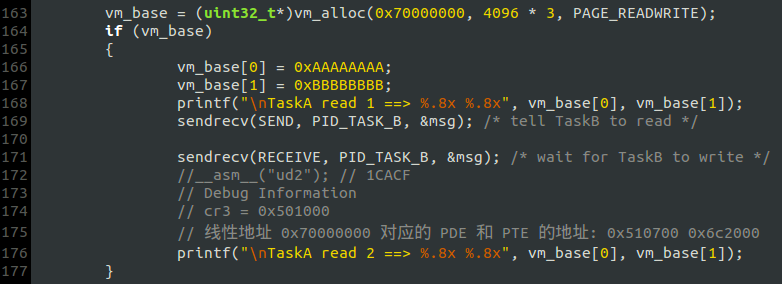 163 vm_base = (uint32_t*)vm_alloc(0x70000000, 4096 * 3, PAGE_READWRITE);
164 if (vm_base)
165 {
166 vm_base[0] = 0xAAAAAAAA;
167 vm_base[1] = 0xBBBBBBBB;
168 printf("\nTaskA read 1 ==> %.8x %.8x", vm_base[0], vm_base[1]);
169 sendrecv(SEND, PID_TASK_B, &msg); /* tell TaskB to read */
170
171 sendrecv(RECEIVE, PID_TASK_B, &msg); /* wait for TaskB to write */
172 //__asm__("ud2"); // 1CACF
173 // Debug Information
174 // cr3 = 0x501000
175 // 线性地址 0x70000000 对应的 PDE 和 PTE 的地址: 0x510700 0x6c2000
176 printf("\nTaskA read 2 ==> %.8x %.8x", vm_base[0], vm_base[1]);
177 }